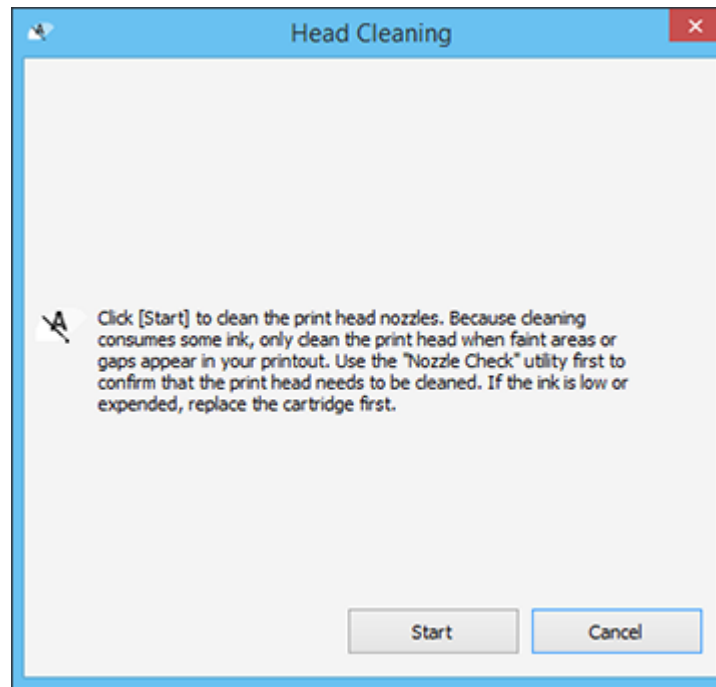 Head Cleaning
Click [Start] to clean the print head nozzles. Because cleaning
consumes some ink, only clean the print head when faint areas or
gaps appear in your printout. Use the "Nozzle Check" utility first to
confirm that the print head needs to be cleaned. If the ink is low or
expended, replace the cartridge first.
Start
Cancel